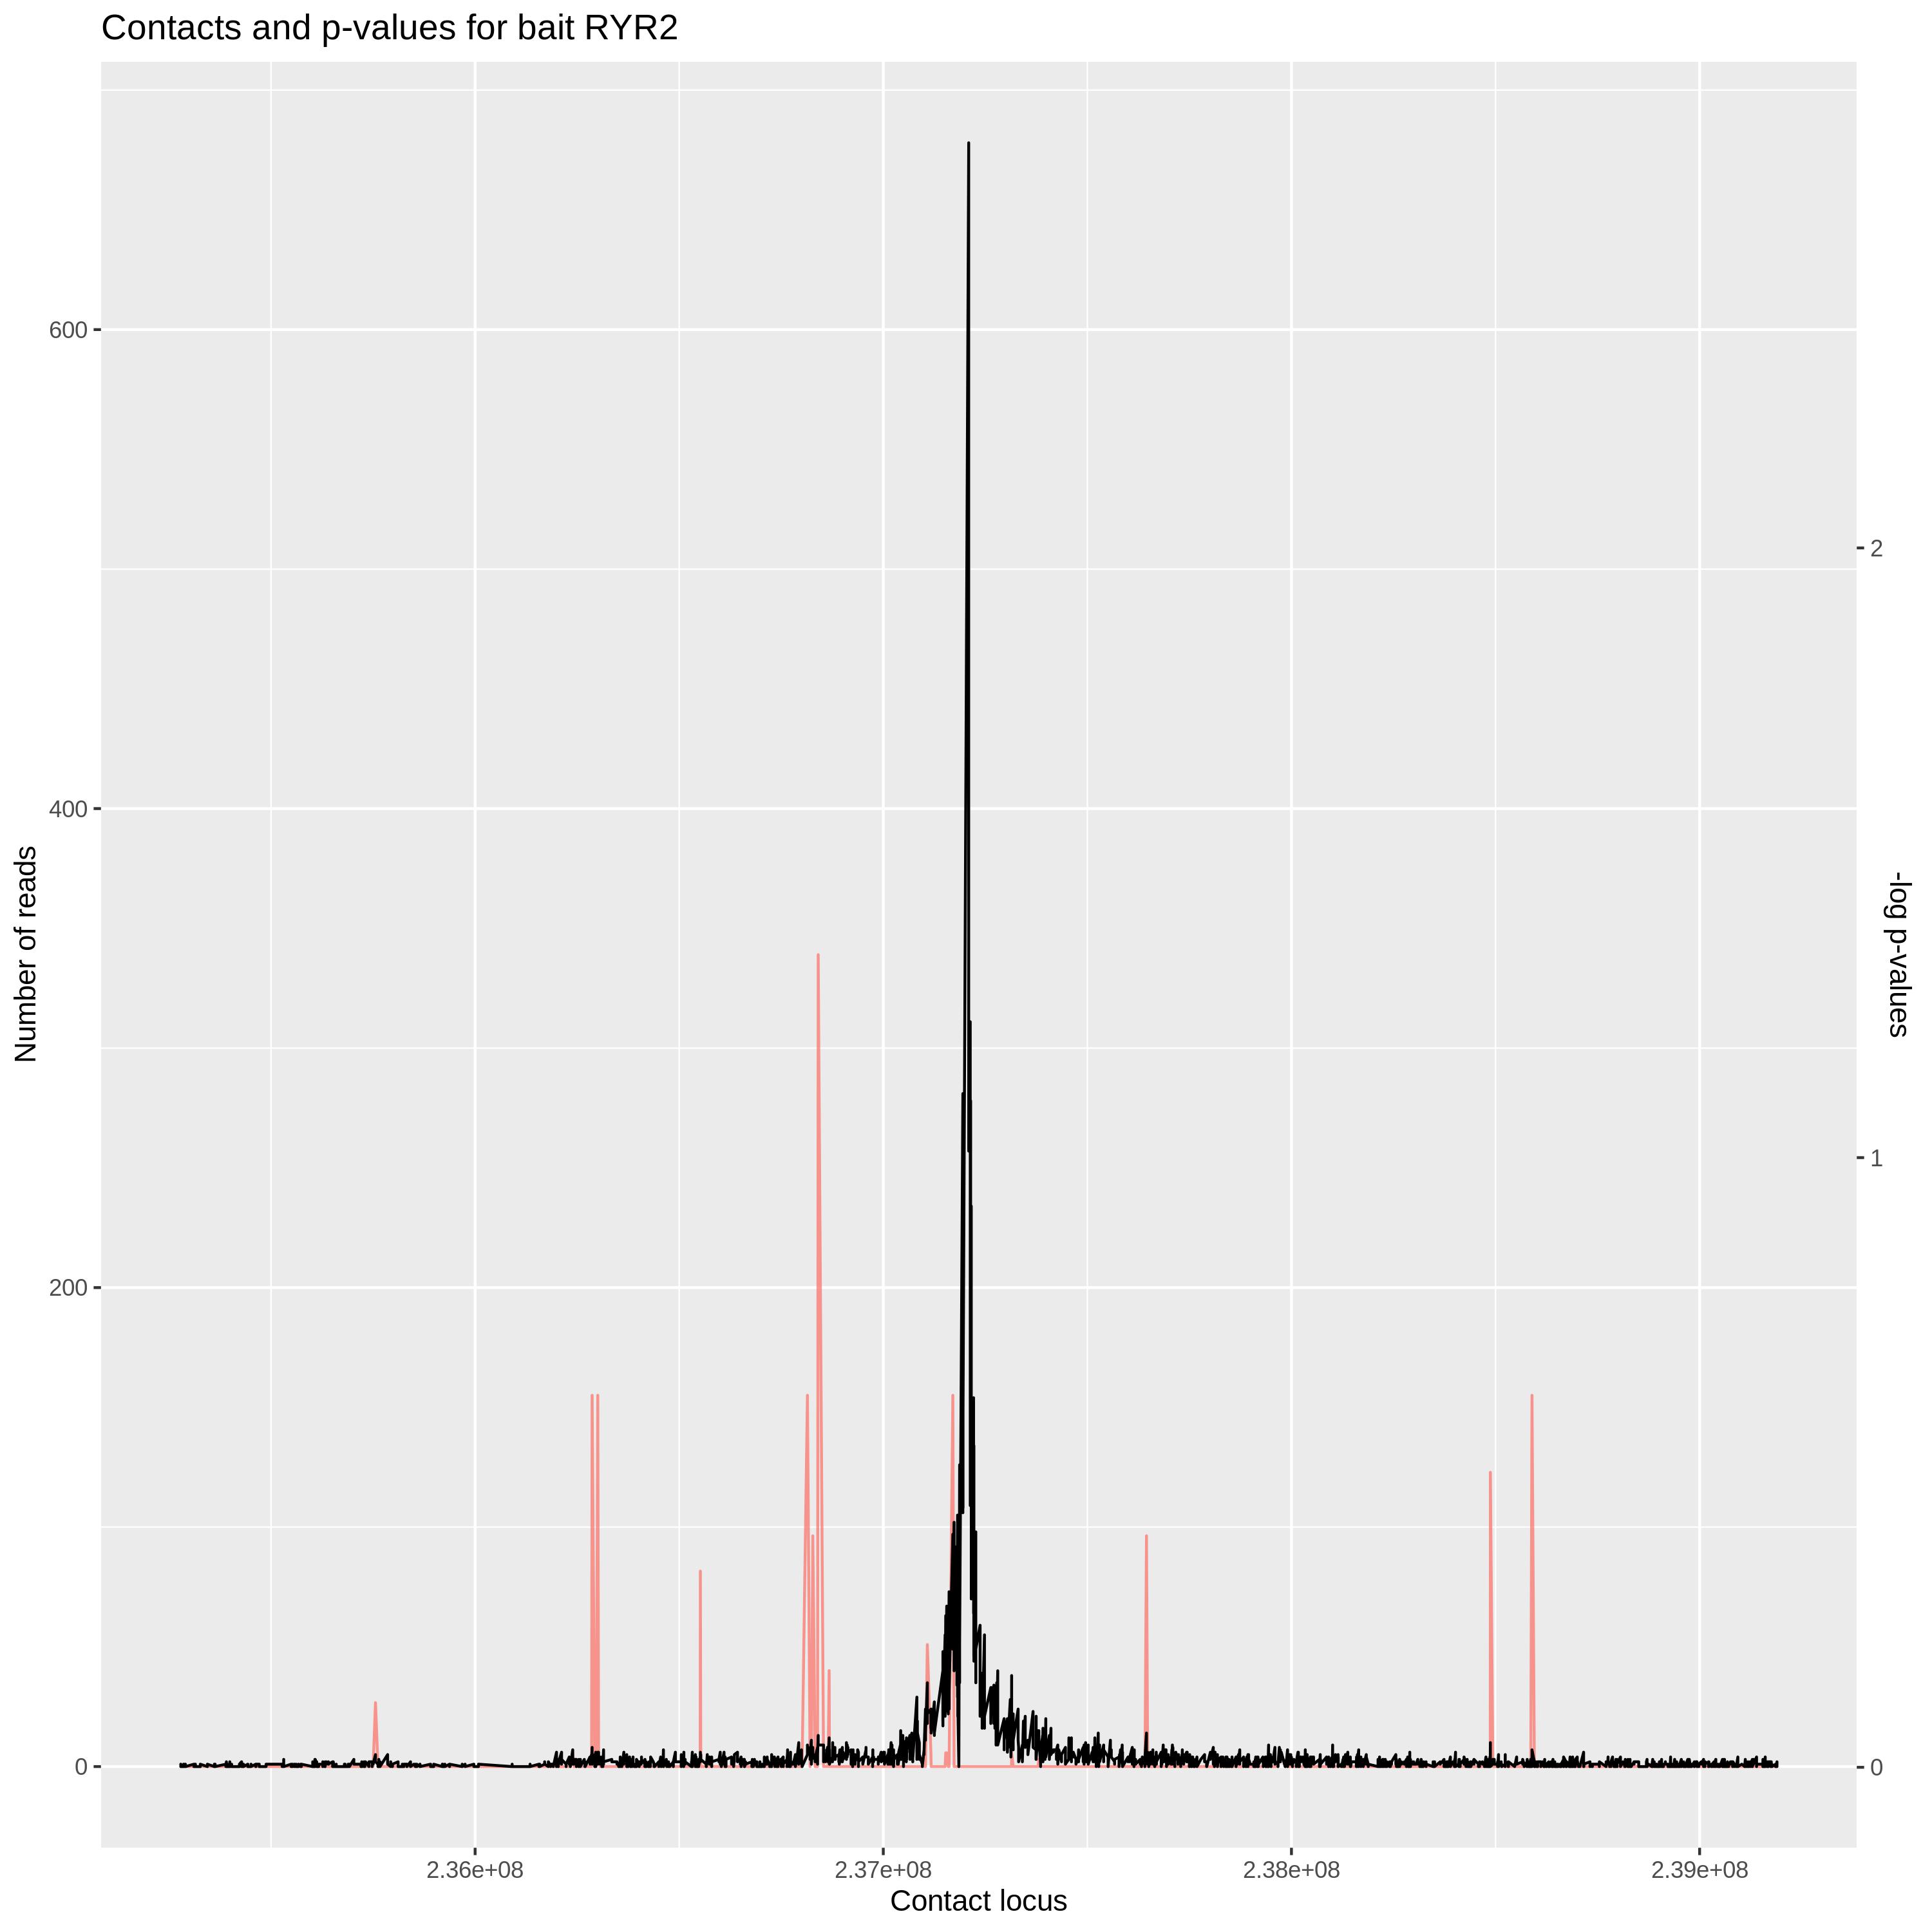 Contacts and p-values for bait RYR2
600
400
200
0
2
1
0
Number of reads
-log p-values
2.36e+08
2.37e+08
2.38e+08
2.39e+08
Contact locus